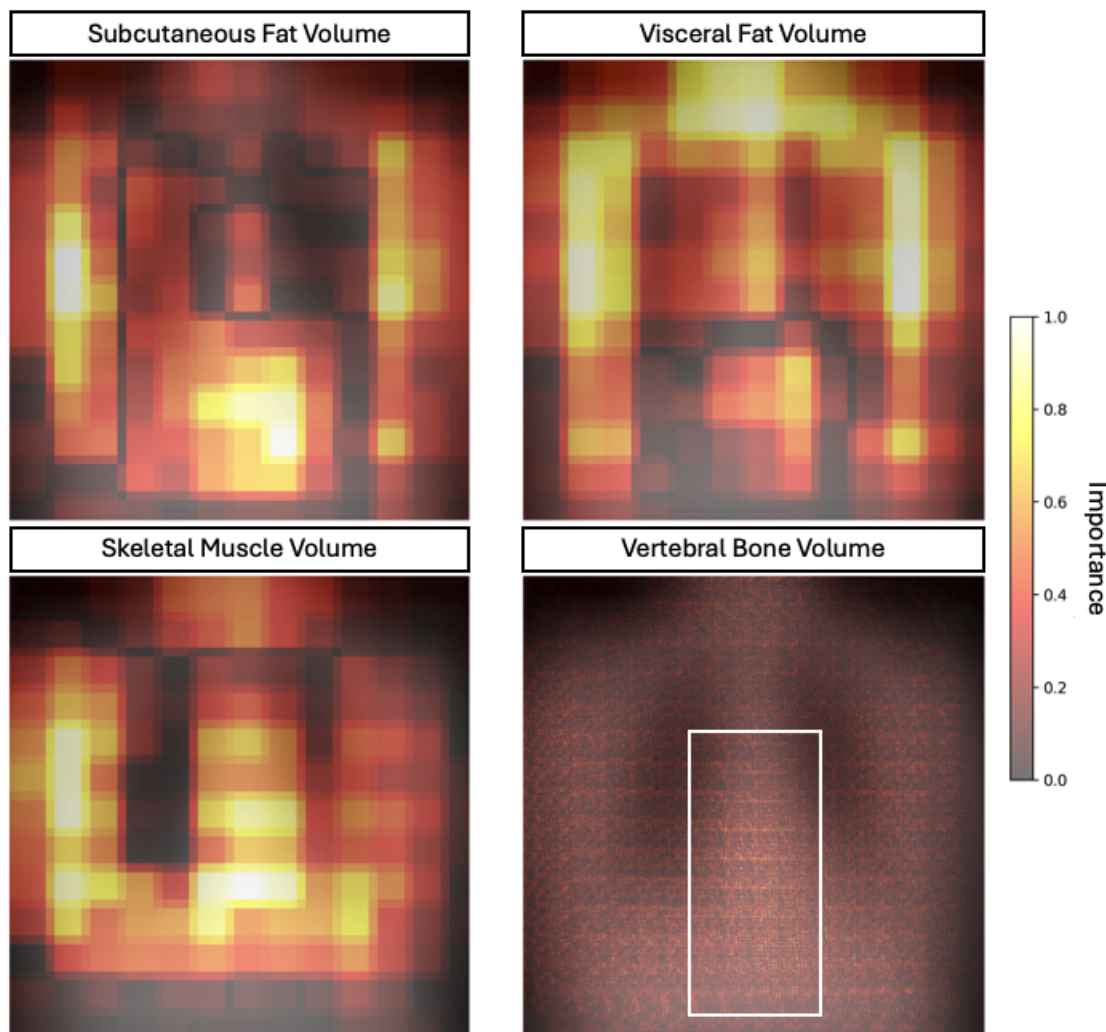 Subcutaneous Fat Volume
Visceral Fat Volume
Skeletal Muscle Volume
Vertebral Bone Volume
1.0
0.8
0.6
0.4
0.2
0.0
Importance